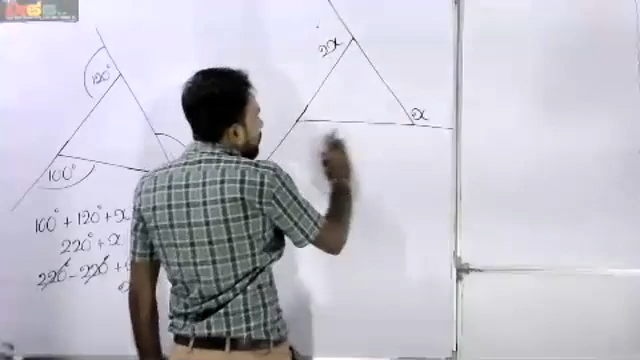 120°
100°
2x
x
100° + 120° + x
220° + x
220° - 220° +